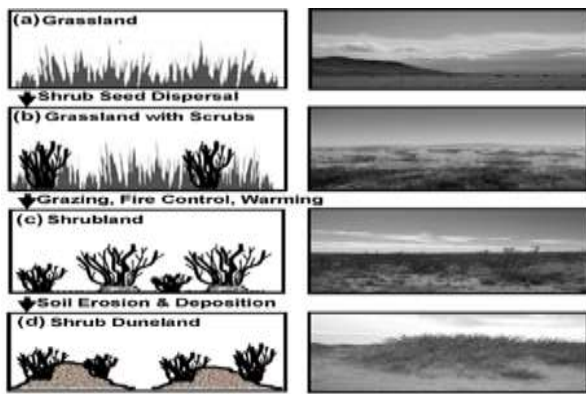 (a) Grassland
Shrub Seed Dispersal
(b) Grassland with Scrubs
Grazing, Fire Control, Warming
(c) Shrubland
Soil Erosion & Deposition
(d) Shrub Duneland